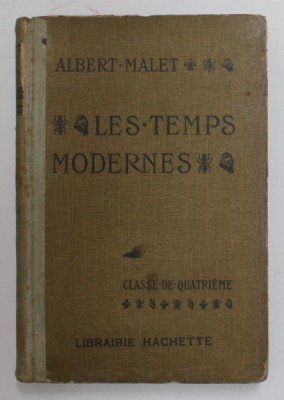 ALBERT·MALET
LES·TEMPS
MODERNES
CLASSE·DE·QUATRIÈME
LIBRAIRIE HACHETTE